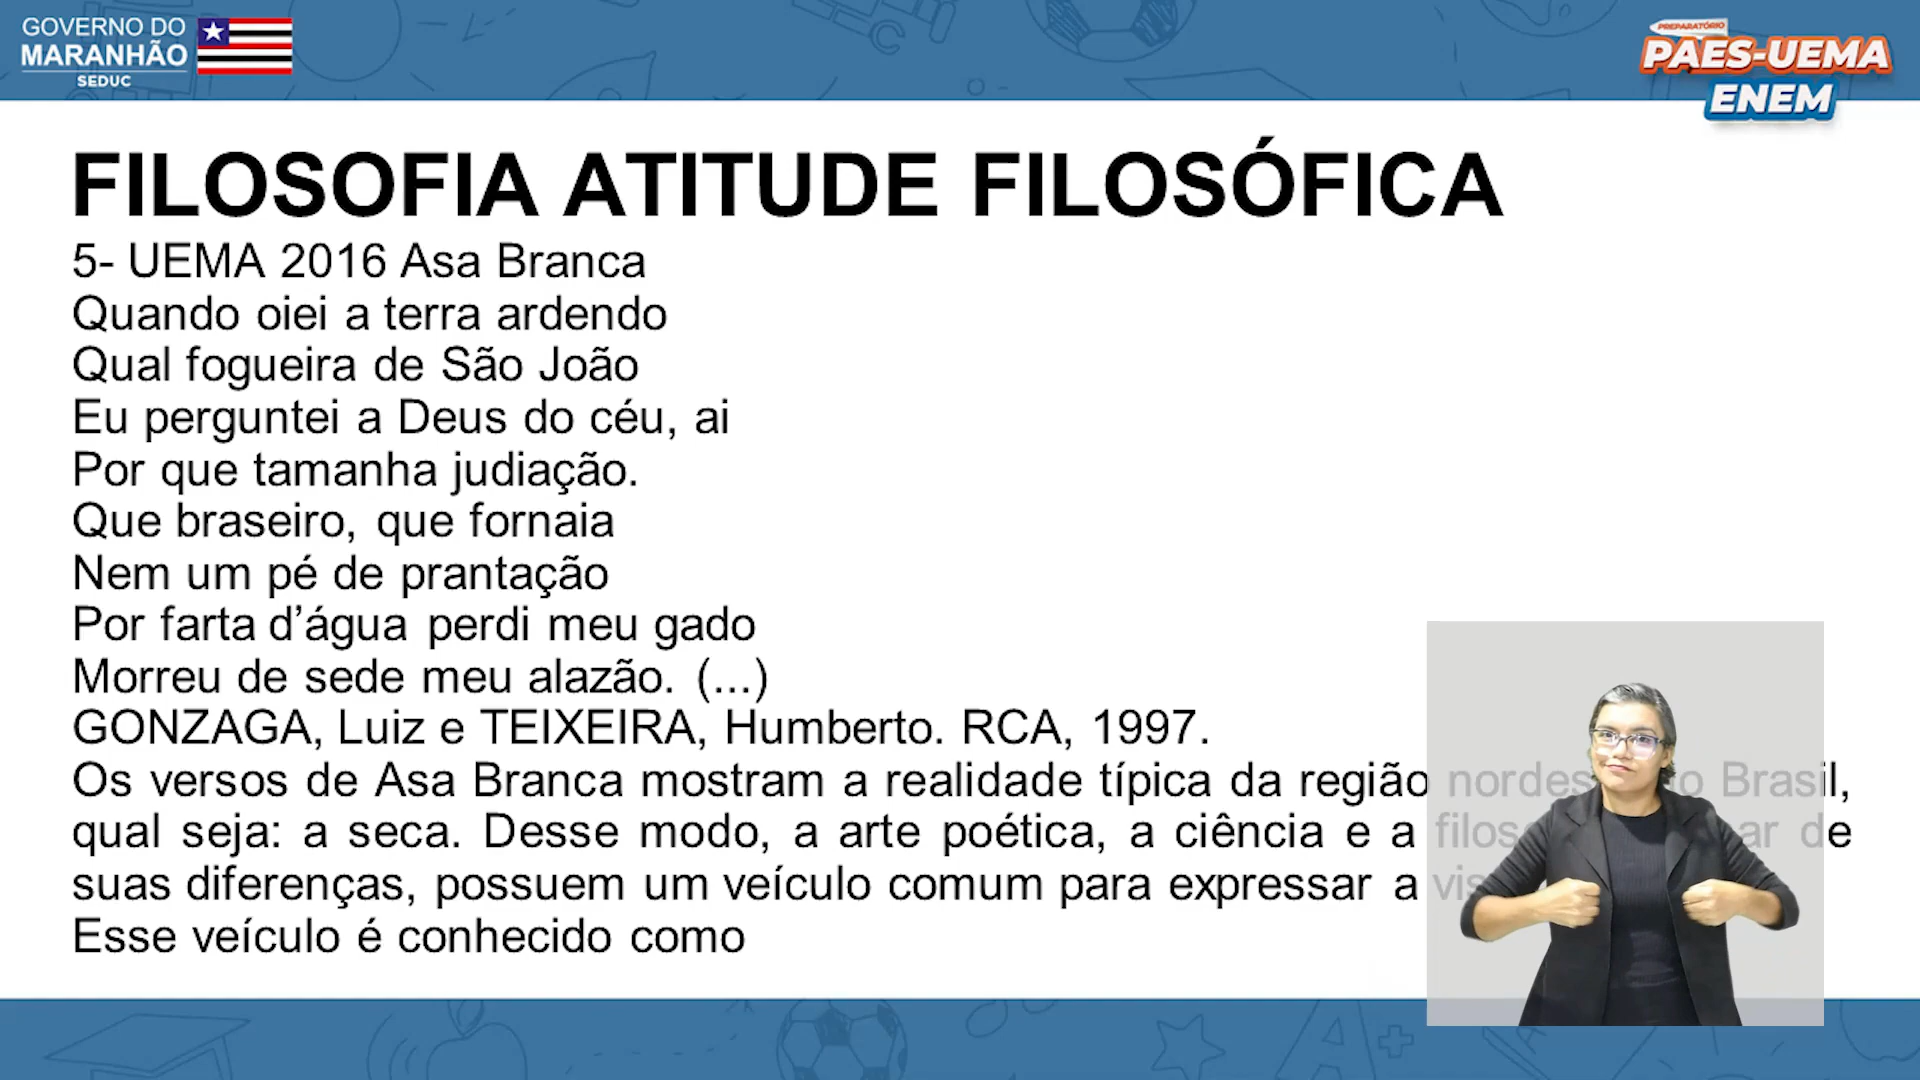 GOVERNO DO
MARANHÃO
SEDUC
PREPARATÓRIO
PAES-UEMA
ENEM
FILOSOFIA ATITUDE FILOSÓFICA
5- UEMA 2016 Asa Branca
Quando oiei a terra ardendo
Qual fogueira de São João
Eu perguntei a Deus do céu, ai
Por que tamanha judiação.
Que braseiro, que fornaia
Nem um pé de prantação
Por farta d’água perdi meu gado
Morreu de sede meu alazão. (...)
GONZAGA, Luiz e TEIXEIRA, Humberto. RCA, 1997.
Os versos de Asa Branca mostram a realidade típica da região Brasil,
qual seja: a seca. Desse modo, a arte poética, a ciência e a de
suas diferenças, possuem um veículo comum para expressar a
Esse veículo é conhecido como